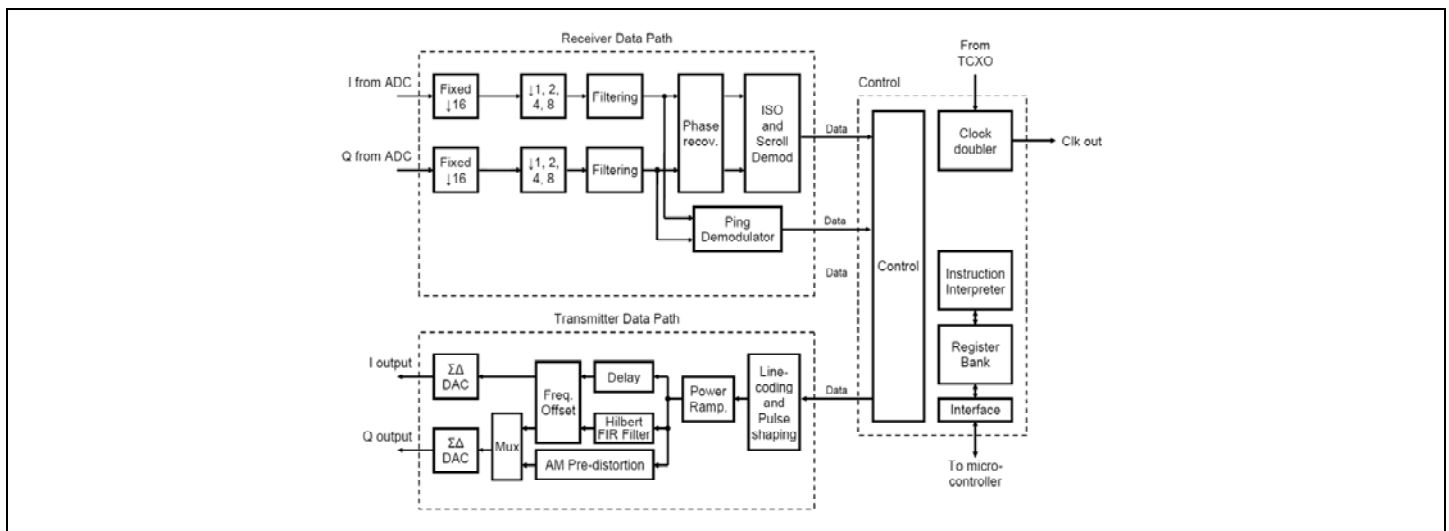 Receiver Data Path
I from ADC
Fixed
↓16
↓1, 2,
4, 8
Filtering
Q from ADC
Fixed
↓16
↓1, 2,
4, 8
Filtering
Phase
recov.
ISO
and
Scroll
Demod
Data
Ping
Demodulator
Data
Data
From
TCXO
Control
Control
Clock
doubler
Clk out
Instruction
Interpreter
Register
Bank
Interface
To micro-
controller
Transmitter Data Path
I output
ΣΔ
DAC
Q output
ΣΔ
DAC
Mux
Freq.
Offset
Delay
Hilbert
FIR Filter
AM Pre-distortion
Power
Ramp.
Line-
coding
and
Pulse
shaping
Data